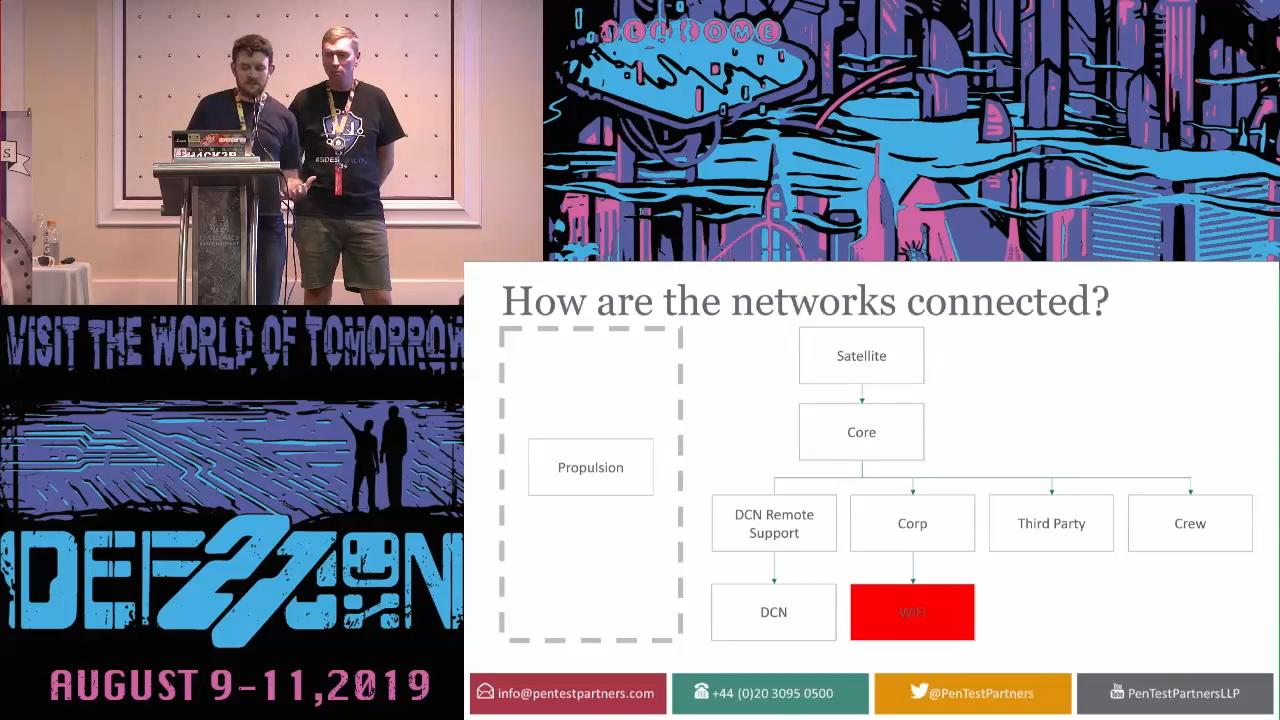 WELCOME
VISIT THE WORLD OF TOMORROW
DEF CON
27
AUGUST 9-11,2019
How are the networks connected?
Satellite
Core
Propulsion
DCN Remote
Support
Corp
Third Party
Crew
DCN
WiFi
info@pentestpartners.com
+44 (0)20 3095 0500
@PenTestPartners
PenTestPartnersLLP